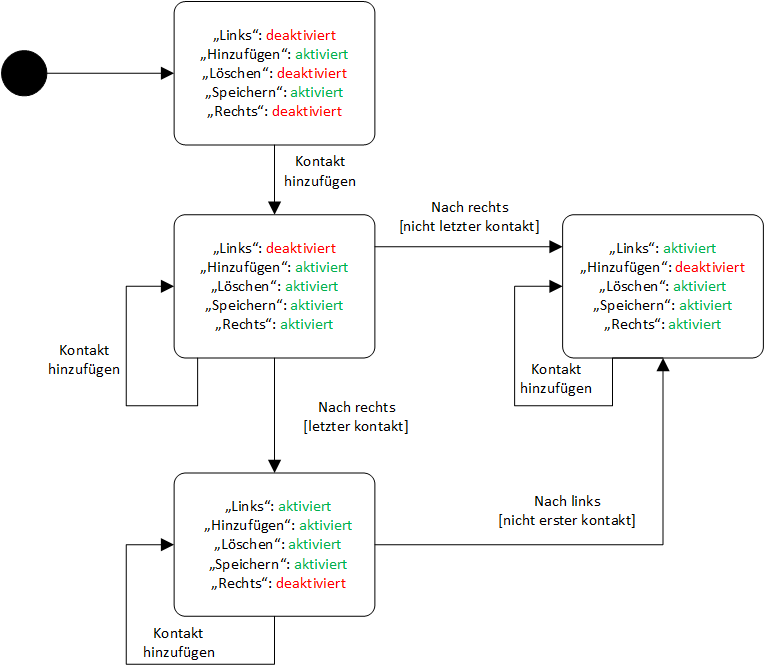 „Links“: deaktiviert
„Hinzufügen“: aktiviert
„Löschen“: deaktiviert
„Speichern“: aktiviert
„Rechts“: deaktiviert
Kontakt
hinzufügen
„Links“: deaktiviert
„Hinzufügen“: aktiviert
„Löschen“: aktiviert
„Speichern“: aktiviert
„Rechts“: aktiviert
Nach rechts
[nicht letzter kontakt]
„Links“: aktiviert
„Hinzufügen“: deaktiviert
„Löschen“: aktiviert
„Speichern“: aktiviert
„Rechts“: aktiviert
Kontakt
hinzufügen
Kontakt
hinzufügen
Nach rechts
[letzter kontakt]
„Links“: aktiviert
„Hinzufügen“: aktiviert
„Löschen“: aktiviert
„Speichern“: aktiviert
„Rechts“: deaktiviert
Nach links
[nicht erster kontakt]
Kontakt
hinzufügen